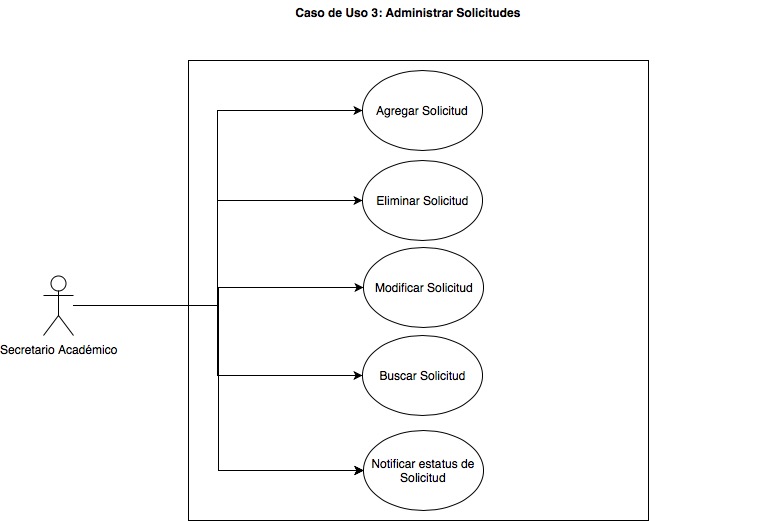 Caso de Uso 3: Administrar Solicitudes
Agregar Solicitud
Eliminar Solicitud
Modificar Solicitud
Secretario Académico
Buscar Solicitud
Notificar estatus de
Solicitud